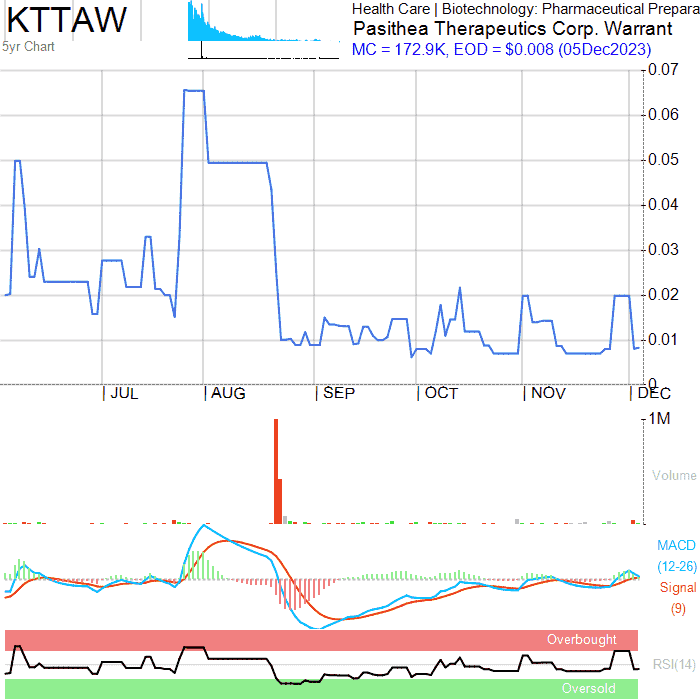 KTTAW
5yr Chart
Health Care | Biotechnology: Pharmaceutical Prepara
Pasithea Therapeutics Corp. Warrant
MC = 172.9K, EOD = $0.008 (05Dec2023)
0.07
0.06
0.05
0.04
0.03
0.02
0.01
0
JUL
AUG
SEP
OCT
NOV
DEC
1M
Volume
MACD
(12-26)
Signal
(9)
Overbought
RSI(14)
Oversold